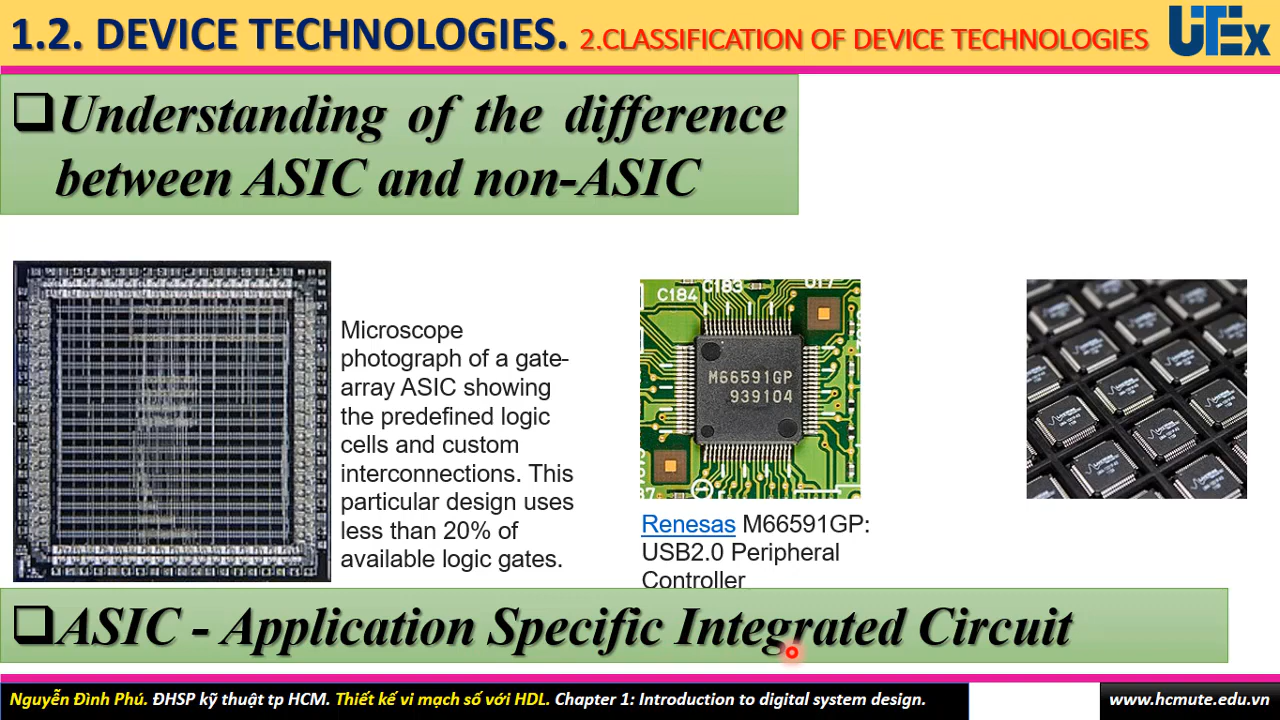 1.2. DEVICE TECHNOLOGIES. 2.CLASSIFICATION OF DEVICE TECHNOLOGIES
UTEx
Understanding of the difference
between ASIC and non-ASIC
Microscope
photograph of a gate-
array ASIC showing
the predefined logic
cells and custom
interconnections. This
particular design uses
less than 20% of
available logic gates.
C184
C183
U17
M66591GP
939104
Renesas M66591GP:
USB2.0 Peripheral
Controller
ASIC - Application Specific Integrated Circuit
Nguyễn Đình Phú. ĐHSP kỹ thuật tp HCM. Thiết kế vi mạch số với HDL. Chapter 1: Introduction to digital system design.
www.hcmute.edu.vn